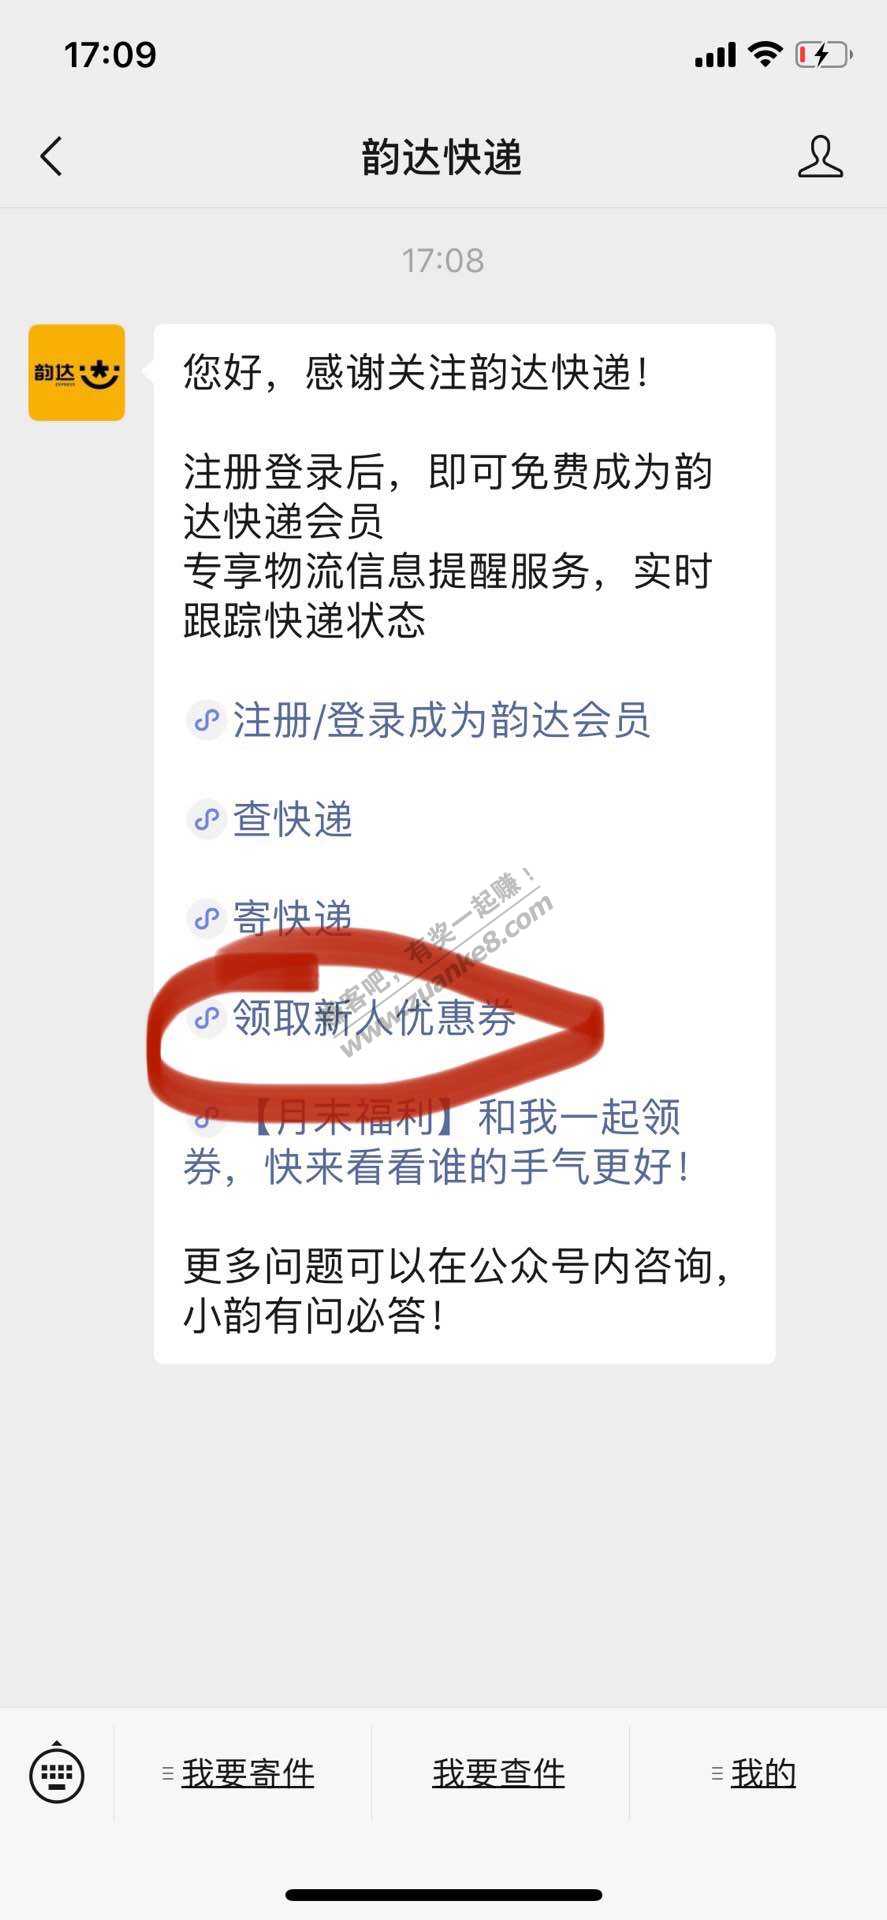 17:09
韵达快递
17:08
韵达
EXPRESS
您好，感谢关注韵达快递！
注册登录后，即可免费成为韵
达快递会员
专享物流信息提醒服务，实时
跟踪快递状态
注册/登录成为韵达会员
查快递
寄快递
领取新人优惠券
【月末福利】和我一起领
券，快来看看谁的手气更好！
更多问题可以在公众号内咨询，
小韵有问必答！
赚客吧，有奖一起赚！
www.zuanke8.com
我要寄件
我要查件
我的